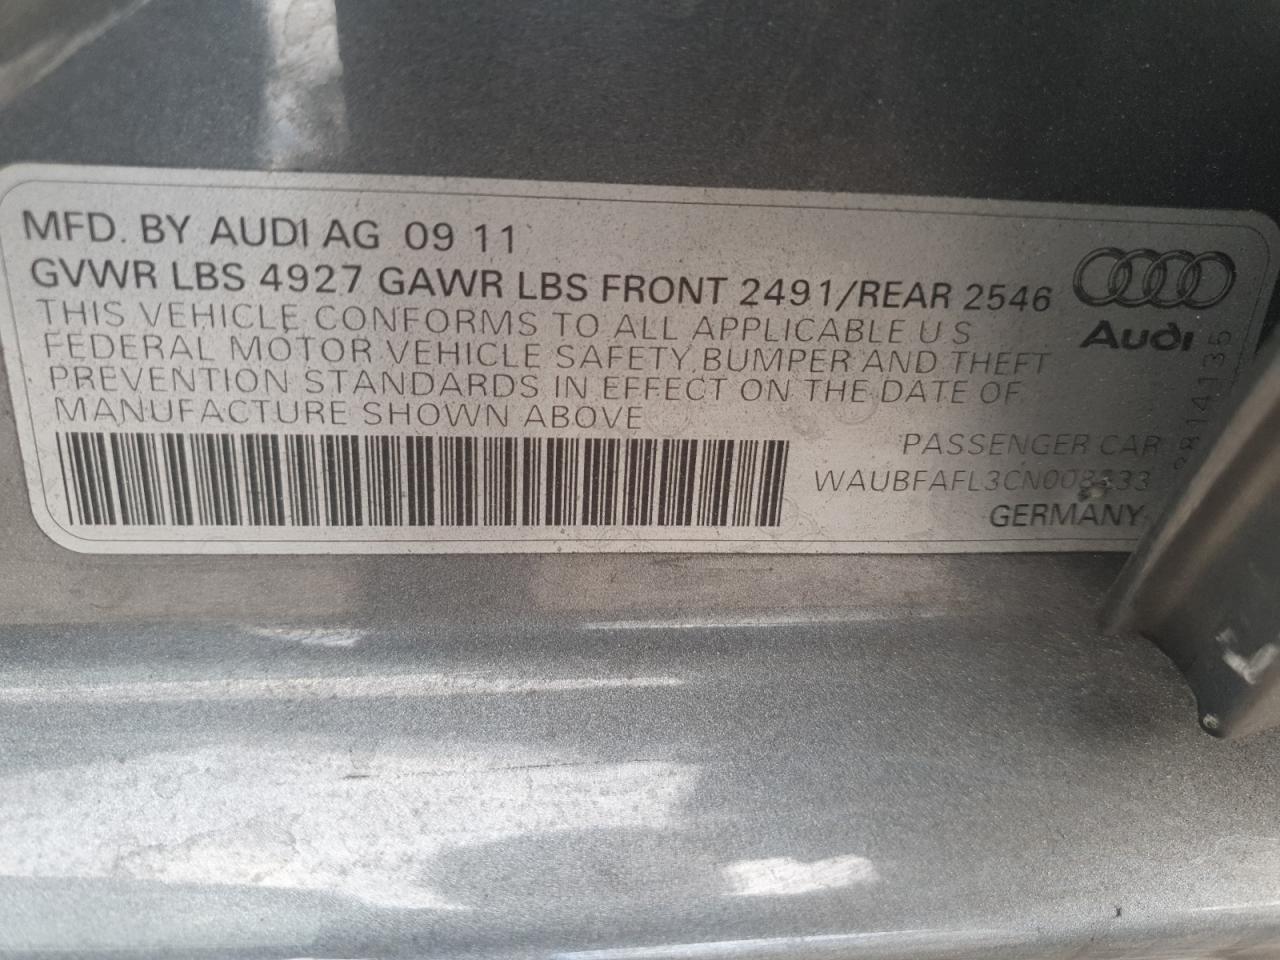 MFD. BY AUDI AG 09 11
GVWR LBS 4927 GAWR LBS FRONT 2491/REAR 2546
THIS VEHICLE CONFORMS TO ALL APPLICABLE U S
FEDERAL MOTOR VEHICLE SAFETY, BUMPER AND THEFT
PREVENTION STANDARDS IN EFFECT ON THE DATE OF
MANUFACTURE SHOWN ABOVE
Audi
PASSENGER CAR
GERMANY